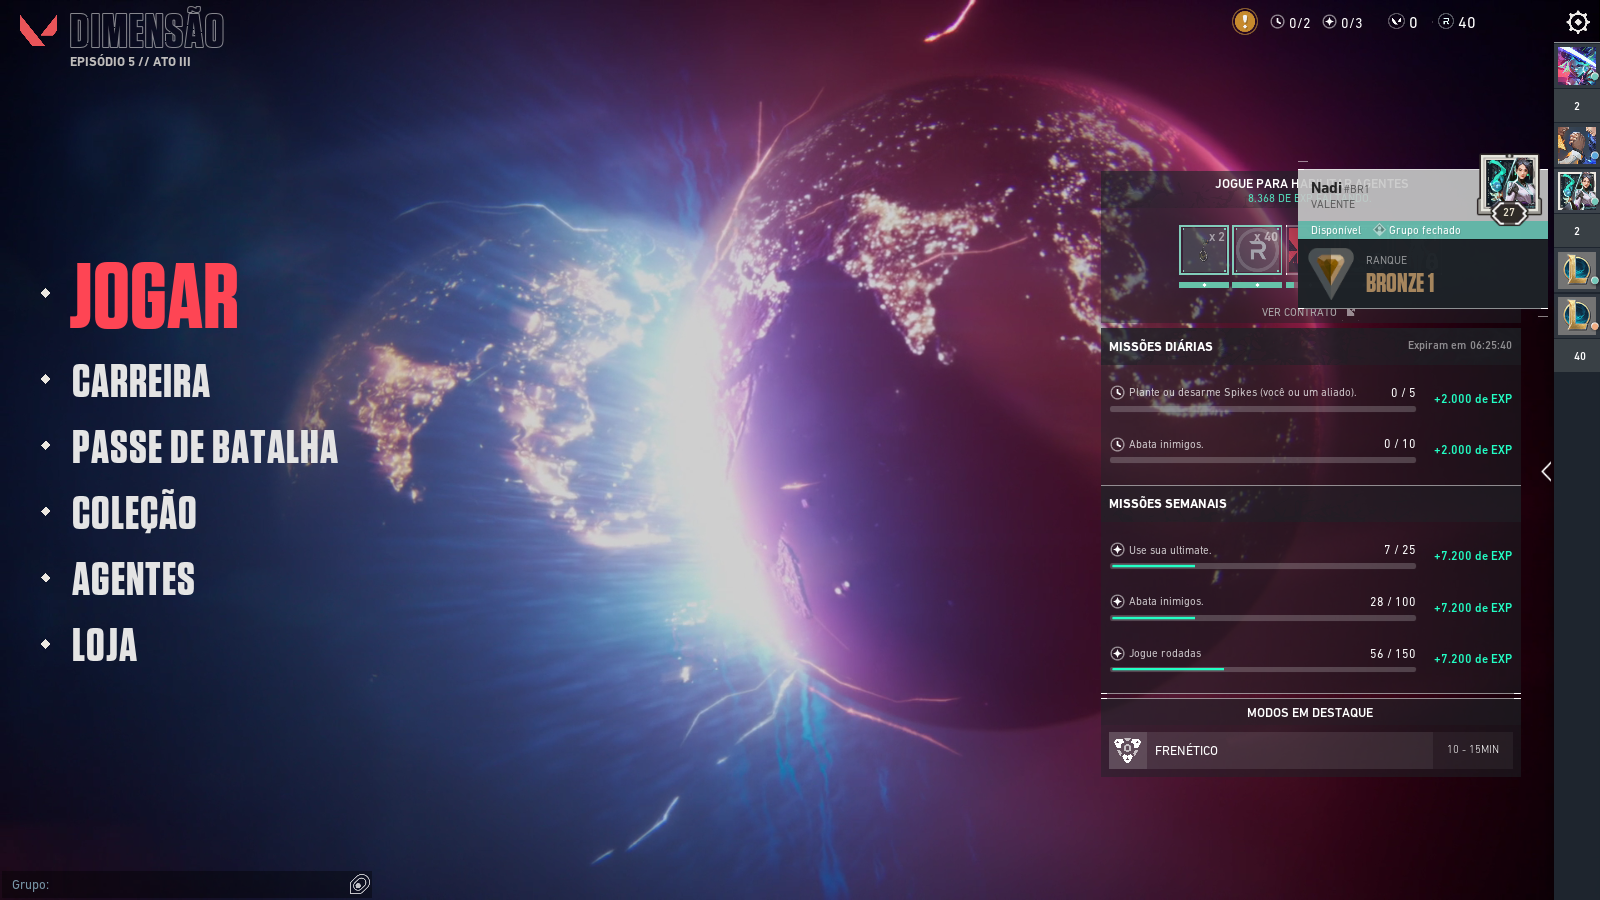 DIMENSÃO
EPISÓDIO 5 // ATO III
0/2
0/3
0
40
JOGAR
CARREIRA
PASSE DE BATALHA
COLEÇÃO
AGENTES
LOJA
Grupo:
JOGUE PARA HABILITAR AGENTES
8.368 DE
x 2
x 40
VER CONTRATO
Nadi #BR1
VALENTE
27
Disponível
Grupo fechado
RANQUE
BRONZE 1
MISSÕES DIÁRIAS
Expiram em 06:25:40
Plante ou desarme Spikes (você ou um aliado). 0 / 5
+2.000 de EXP
Abata inimigos. 0 / 10
+2.000 de EXP
MISSÕES SEMANAIS
Use sua ultimate. 7 / 25
+7.200 de EXP
Abata inimigos. 28 / 100
+7.200 de EXP
Jogue rodadas 56 / 150
+7.200 de EXP
MODOS EM DESTAQUE
FRENÉTICO
10 - 15MIN
2
2
40